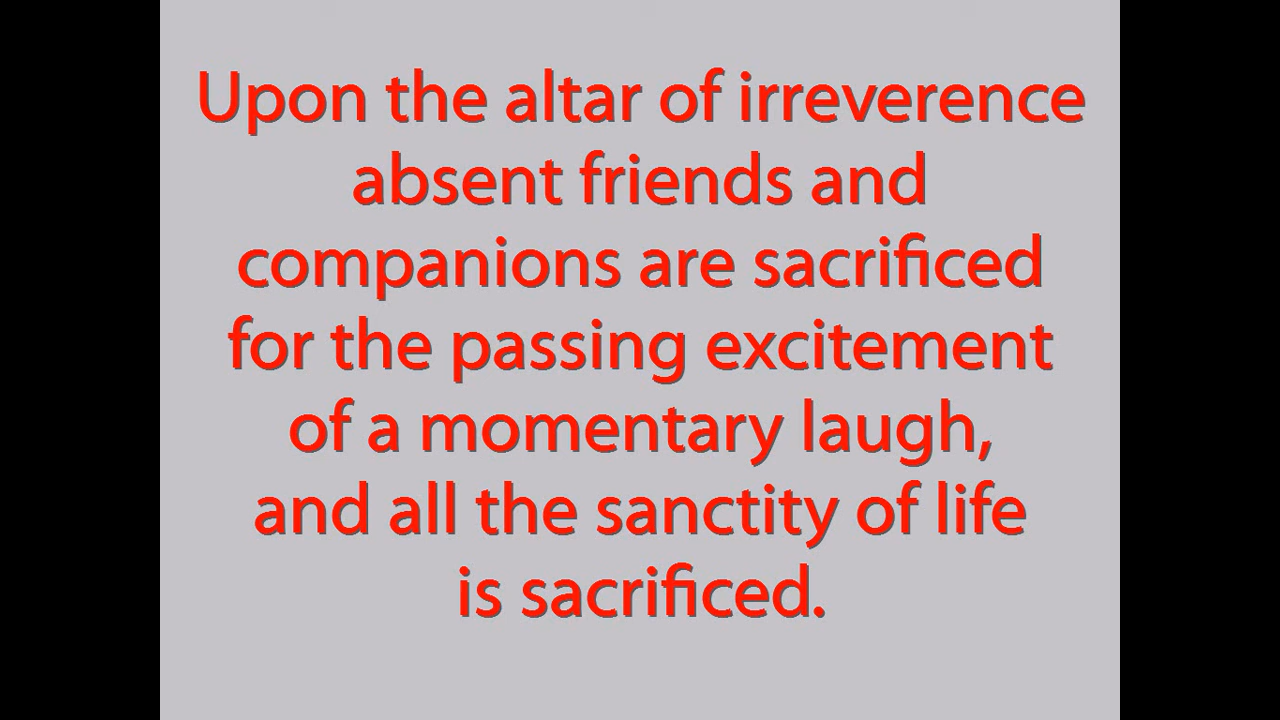 Upon the altar of irreverence
absent friends and
companions are sacrificed
for the passing excitement
of a momentary laugh,
and all the sanctity of life
is sacrificed.